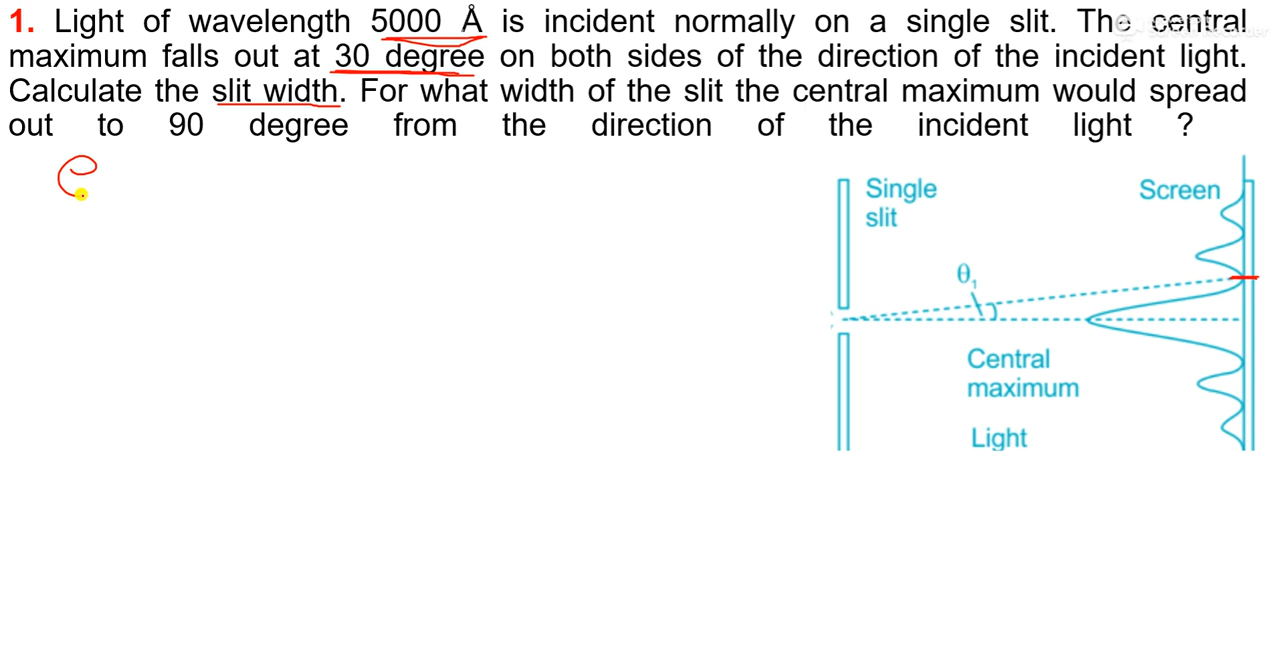 1. Light of wavelength 5000 Å is incident normally on a single slit. The central
maximum falls out at 30 degree on both sides of the direction of the incident light.
Calculate the slit width. For what width of the slit the central maximum would spread
out to 90 degree from the direction of the incident light ?
Single
slit
Screen
θ₁
Central
maximum
Light